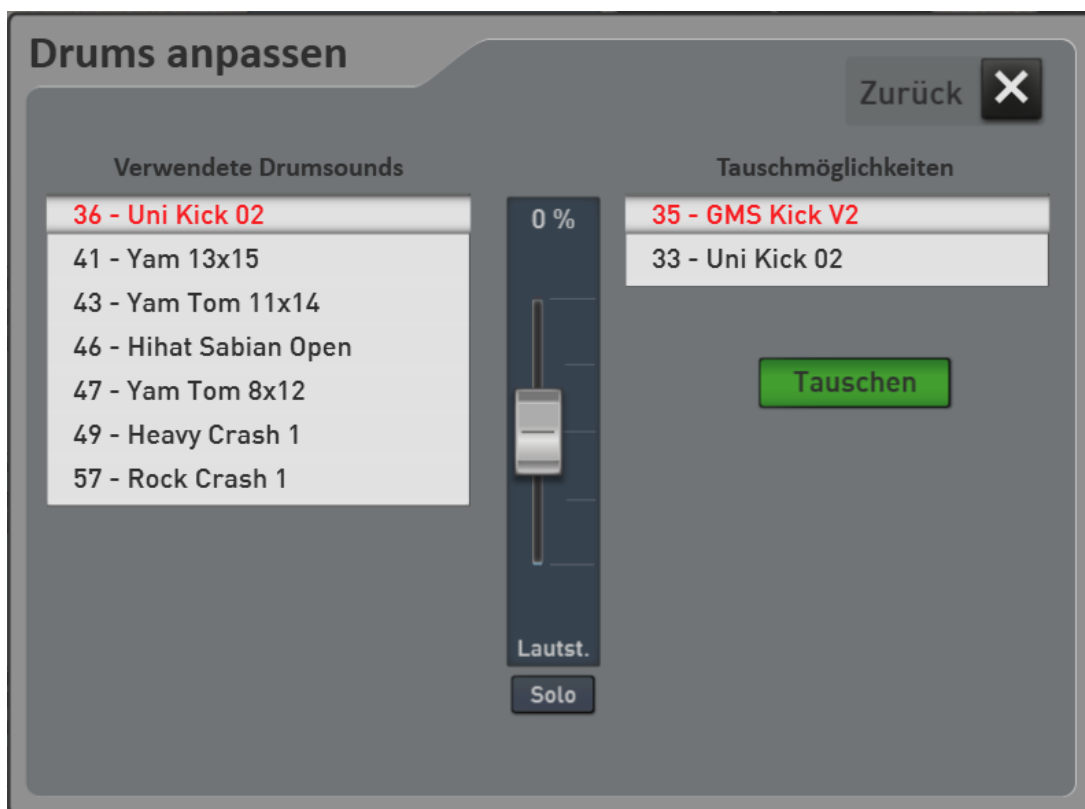 Drums anpassen
Zurück
Verwendete Drumsounds
36 - Uni Kick 02
41 - Yam 13x15
43 - Yam Tom 11x14
46 - Hihat Sabian Open
47 - Yam Tom 8x12
49 - Heavy Crash 1
57 - Rock Crash 1
0 %
Lautst.
Solo
Tauschmöglichkeiten
35 - GMS Kick V2
33 - Uni Kick 02
Tauschen